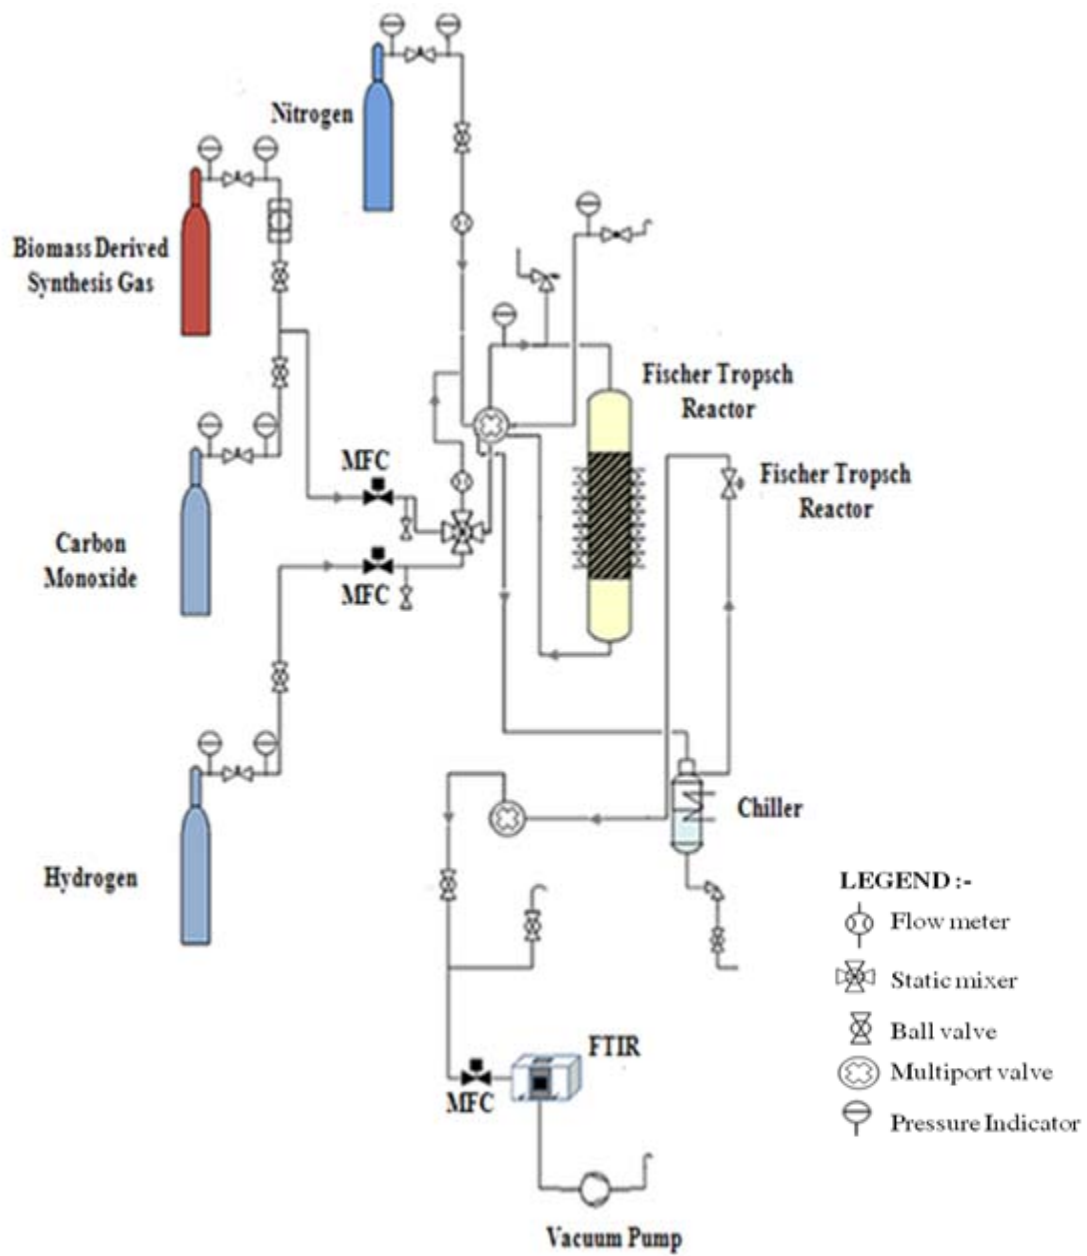 Nitrogen
Biomass Derived
Synthesis Gas
Fischer Tropsch
Reactor
MFC
Fischer Tropsch
Reactor
Carbon
Monoxide
MFC
Chiller
Hydrogen
LEGEND :-
Flow meter
Static mixer
Ball valve
Multiport valve
Pressure Indicator
FTIR
MFC
Vacuum Pump